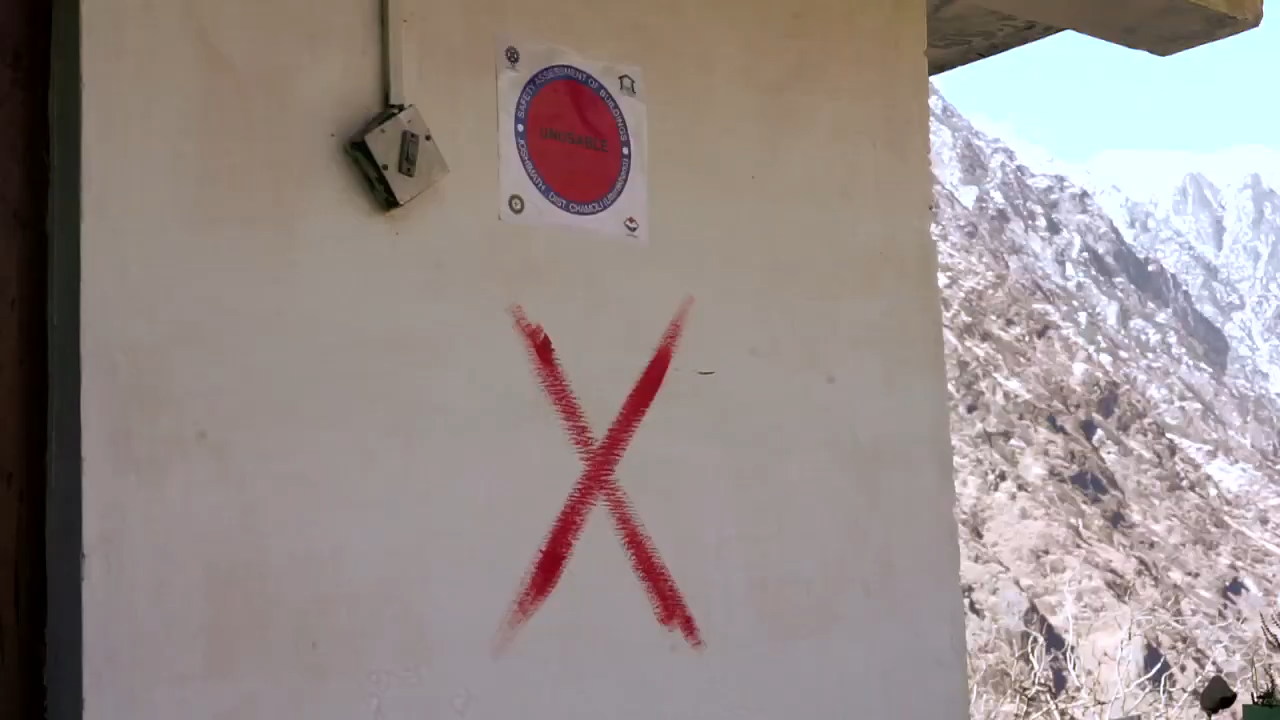 SAFETY ASSESSMENT OF BUILDINGS
UNUSABLE
JOSHIMATH DIST. CHAMOLI (UTTARAKHAND)
X